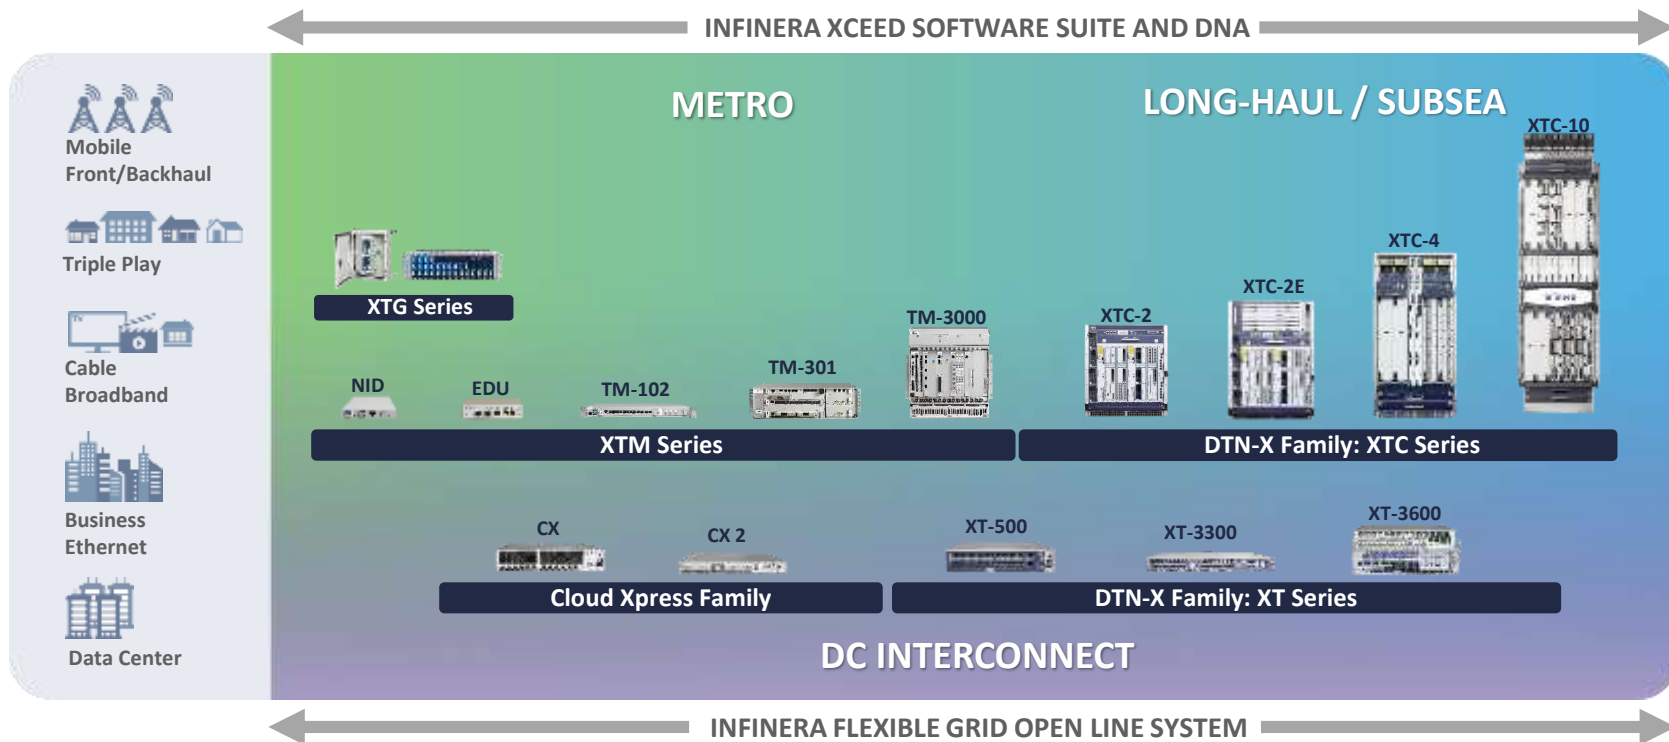 INFINERA XCEED SOFTWARE SUITE AND DNA
METRO
LONG-HAUL / SUBSEA
Mobile
Front/Backhaul
Triple Play
TV
Cable
Broadband
Business
Ethernet
Data Center
XTG Series
NID
EDU
TM-102
TM-301
TM-3000
XTM Series
XTC-2
XTC-2E
XTC-4
XTC-10
DTN-X Family: XTC Series
CX
CX 2
Cloud Xpress Family
XT-500
XT-3300
XT-3600
DTN-X Family: XT Series
DC INTERCONNECT
INFINERA FLEXIBLE GRID OPEN LINE SYSTEM